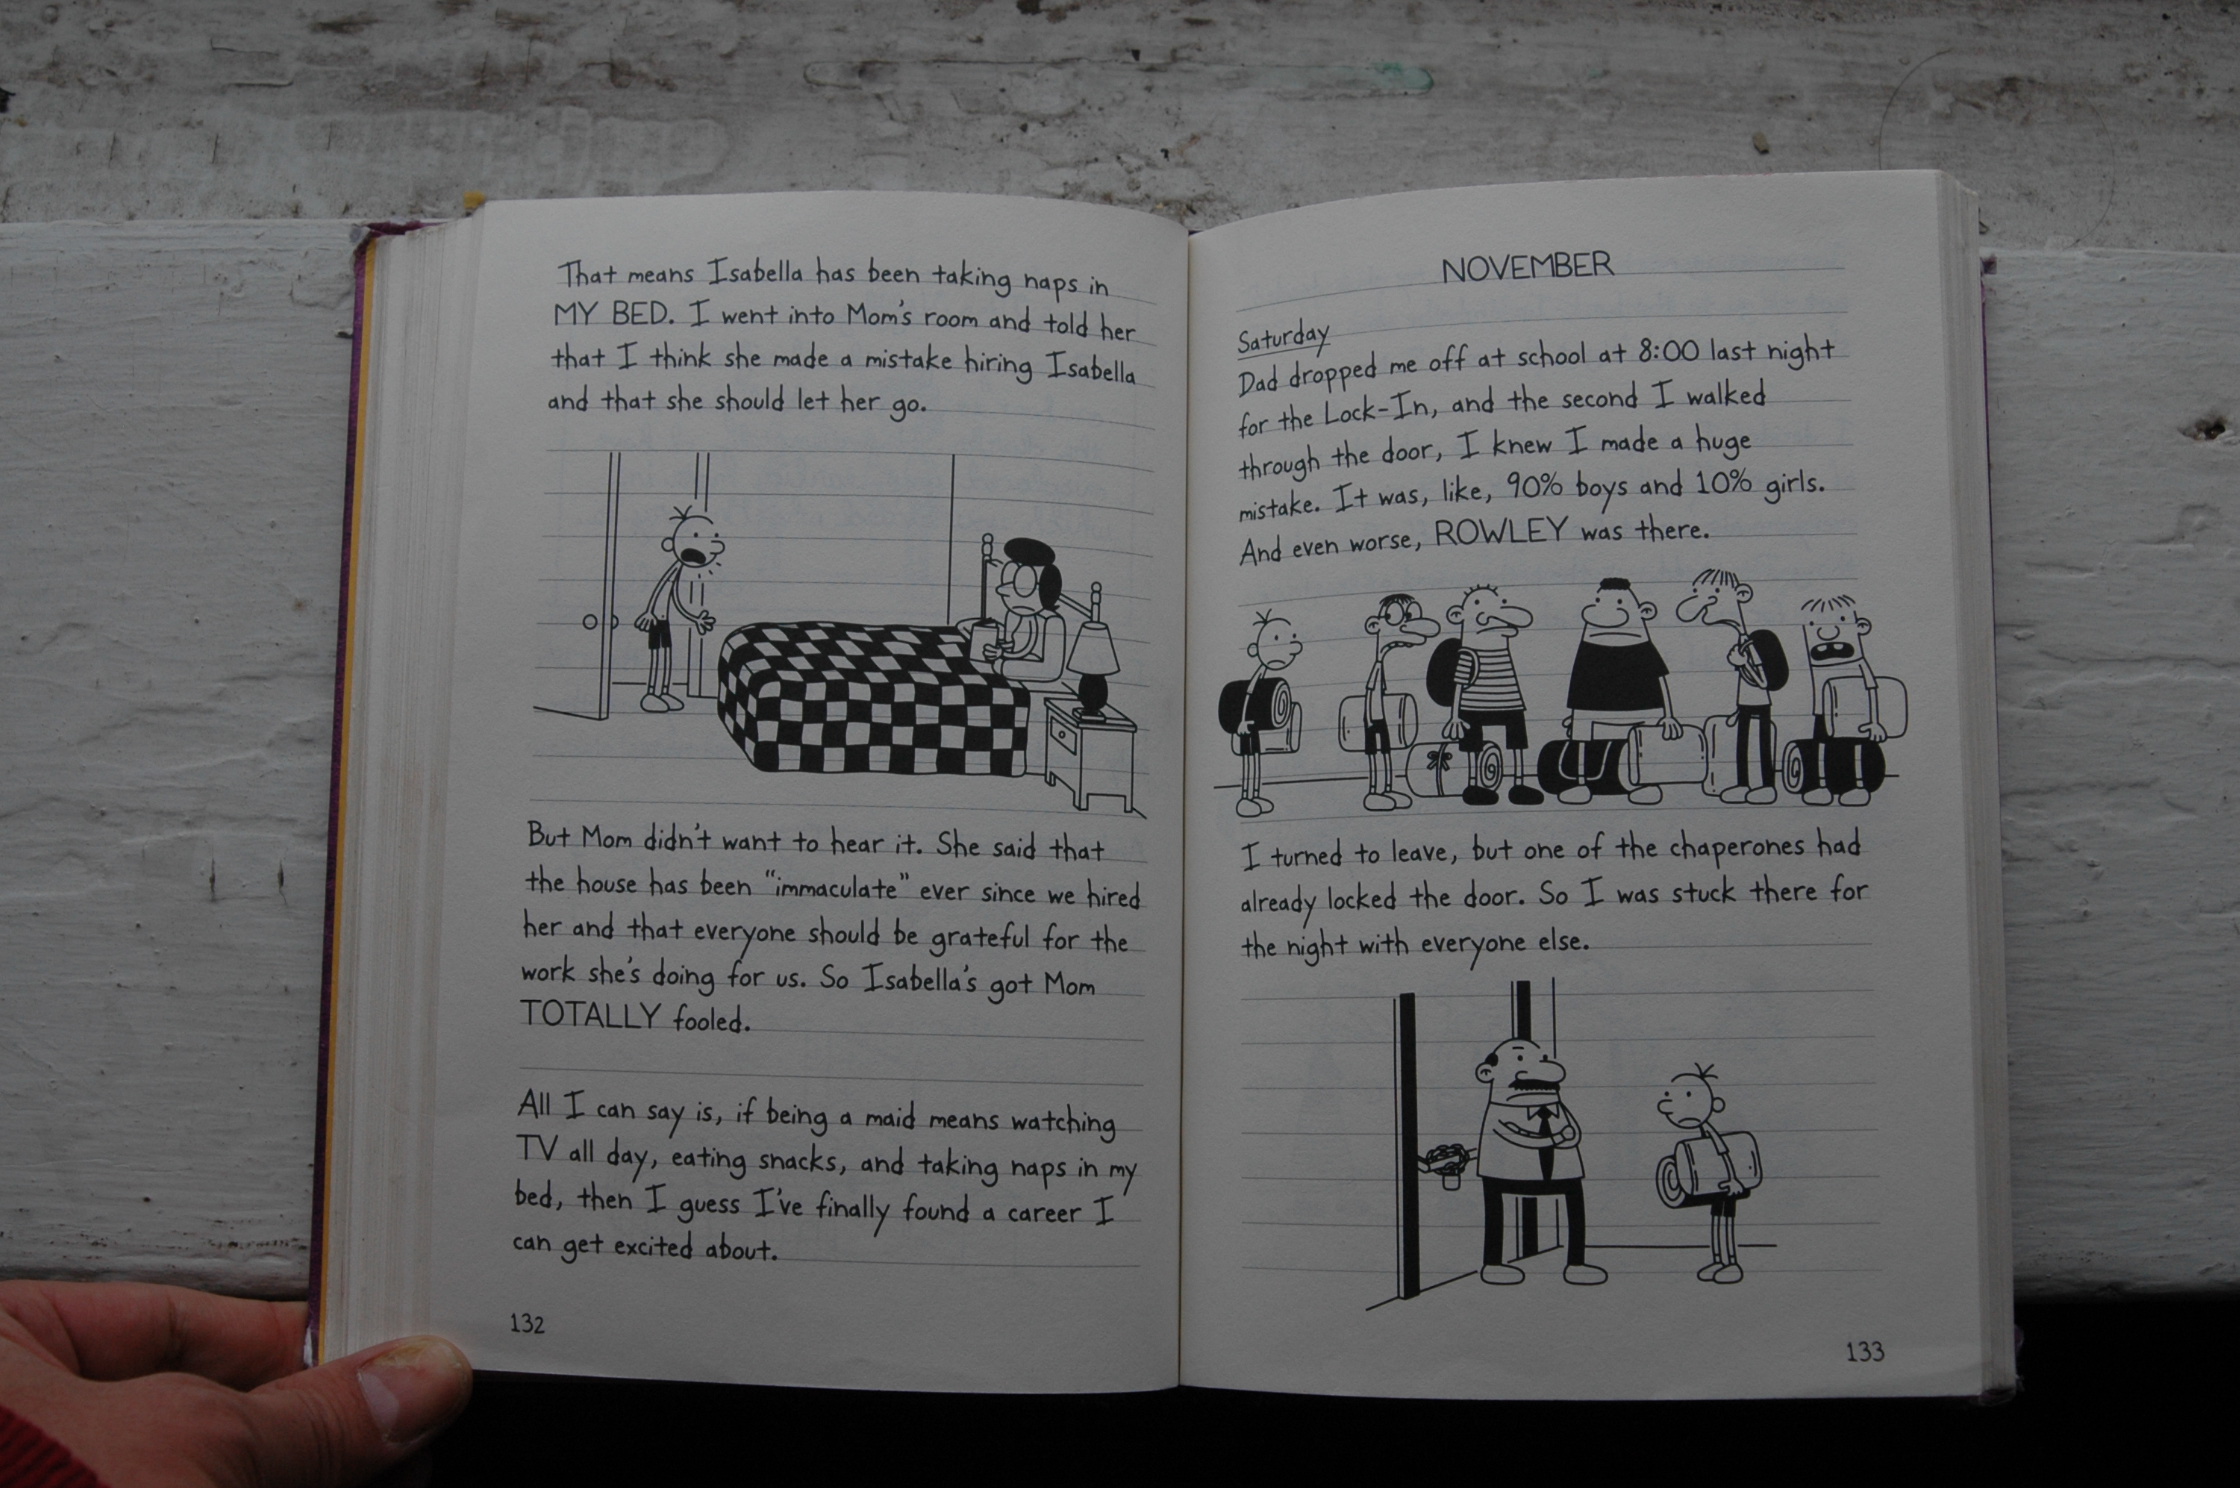 That means Isabella has been taking naps in
MY BED. I went into Mom's room and told her
that I think she made a mistake hiring Isabella
and that she should let her go.
But Mom didn't want to hear it. She said that
the house has been "immaculate" ever since we hired
her and that everyone should be grateful for the
work she's doing for us. So Isabella's got Mom
TOTALLY fooled.
All I can say is, if being a maid means watching
TV all day, eating snacks, and taking naps in my
bed, then I guess I've finally found a career I
can get excited about.
132
NOVEMBER
Saturday
Dad dropped me off at school at 8:00 last night
for the Lock-In, and the second I walked
through the door, I knew I made a huge
mistake. It was, like, 90% boys and 10% girls.
And even worse, ROWLEY was there.
I turned to leave, but one of the chaperones had
already locked the door. So I was stuck there for
the night with everyone else.
133